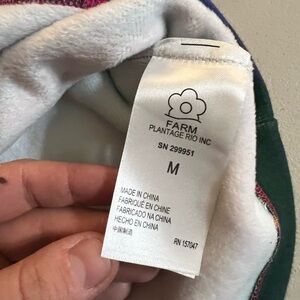 FARM
PLANTAGE RIO INC
SN 299951
M
MADE IN CHINA
FABRIQUÉ EN CHINE
FABRICADO NA CHINA
HECHO EN CHINA
中国制造
RN 157047